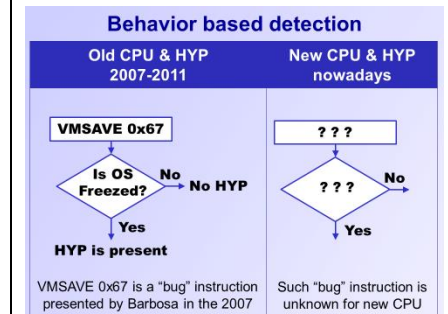 Behavior based detection
Old CPU & HYP
2007-2011
VMSAVE 0x67
Is OS
Freezed?
No
No HYP
Yes
HYP is present
VMSAVE 0x67 is a "bug" instruction
presented by Barbosa in the 2007
New CPU & HYP
nowadays
? ? ?
? ? ?
No
Yes
Such "bug" instruction is
unknown for new CPU